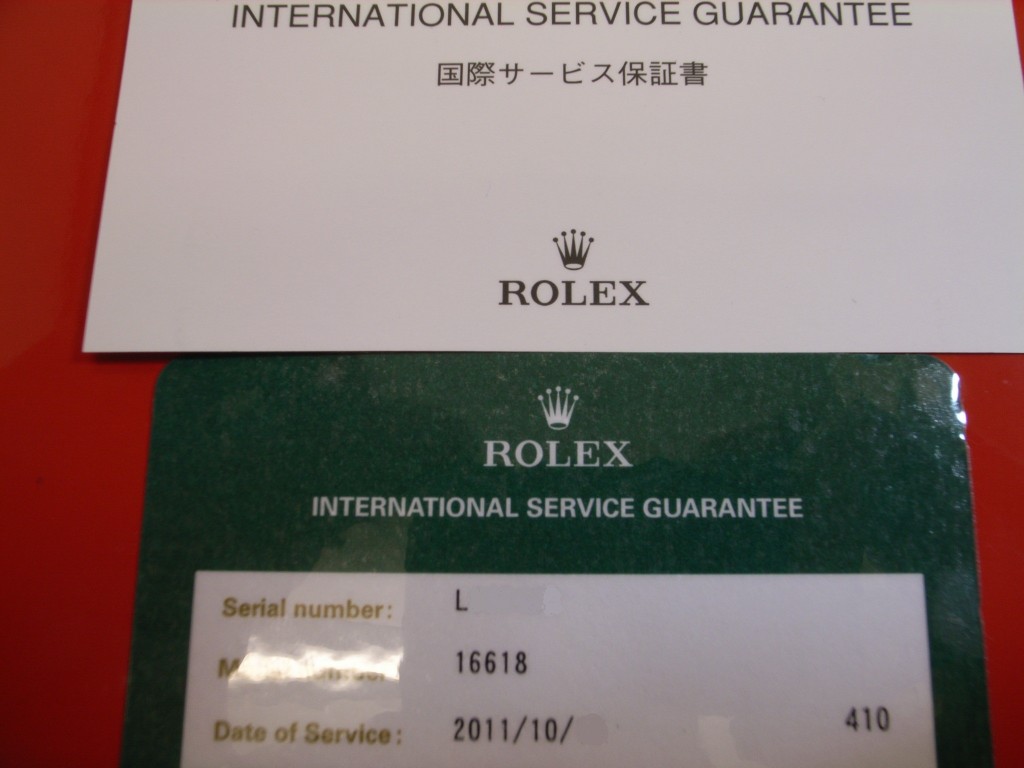 INTERNATIONAL SERVICE GUARANTEE
国際サービス保証書
ROLEX
ROLEX
INTERNATIONAL SERVICE GUARANTEE
Serial number: L
16618
Date of Service: 2011/10/ 410